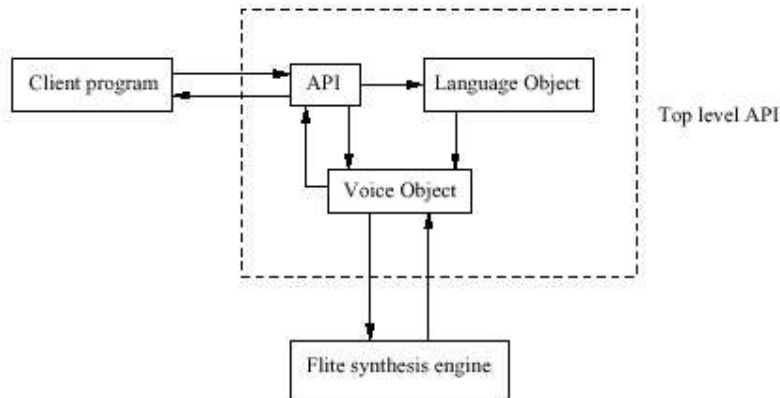 Client program
API
Language Object
Top level API
Voice Object
Flite synthesis engine